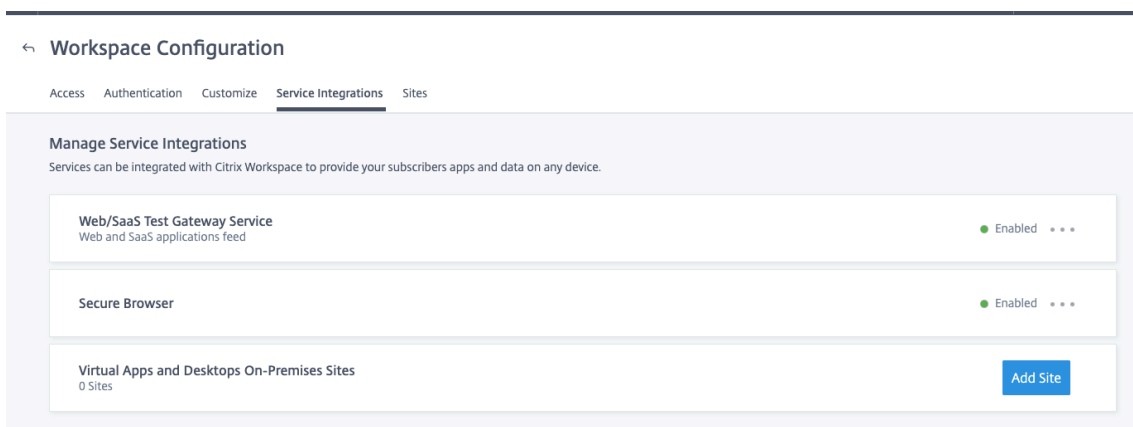 Workspace Configuration
Access Authentication Customize Service Integrations Sites
Manage Service Integrations
Services can be integrated with Citrix Workspace to provide your subscribers apps and data on any device.
Web/SaaS Test Gateway Service
Web and SaaS applications feed
Enabled
Secure Browser
Enabled
Virtual Apps and Desktops On-Premises Sites
0 Sites
Add Site